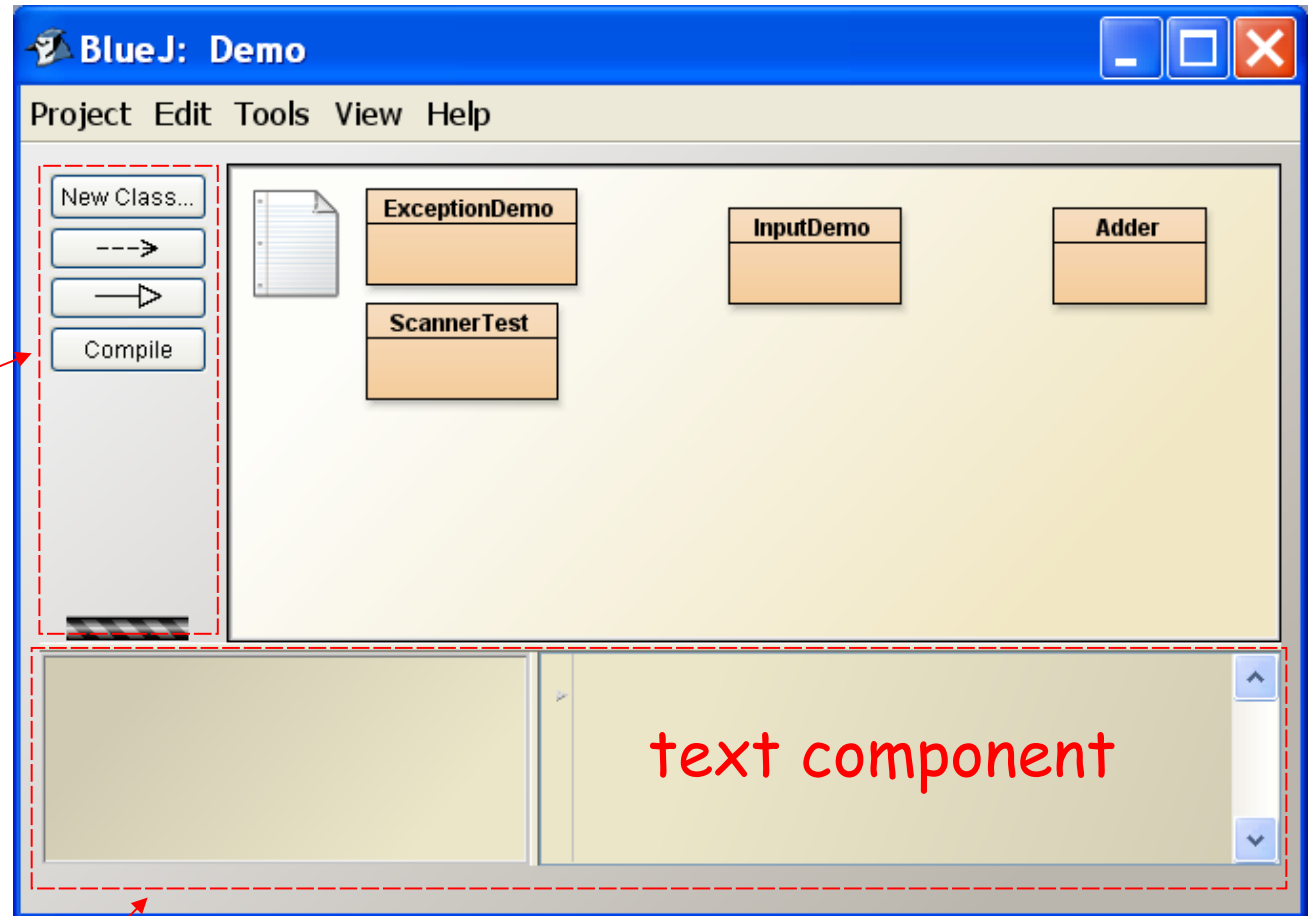 BlueJ: Demo
Project Edit Tools View Help
New Class...
Compile
ExceptionDemo
InputDemo
Adder
ScannerTest
text component